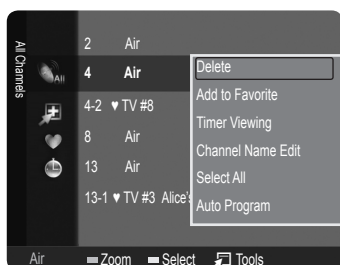 All Channels
All
2 Air
4 Air
4-2 ♥ TV #8
8 Air
13 Air
13-1 ♥ TV #3 Alice's
Delete
Add to Favorite
Timer Viewing
Channel Name Edit
Select All
Auto Program
Air Zoom Select Tools